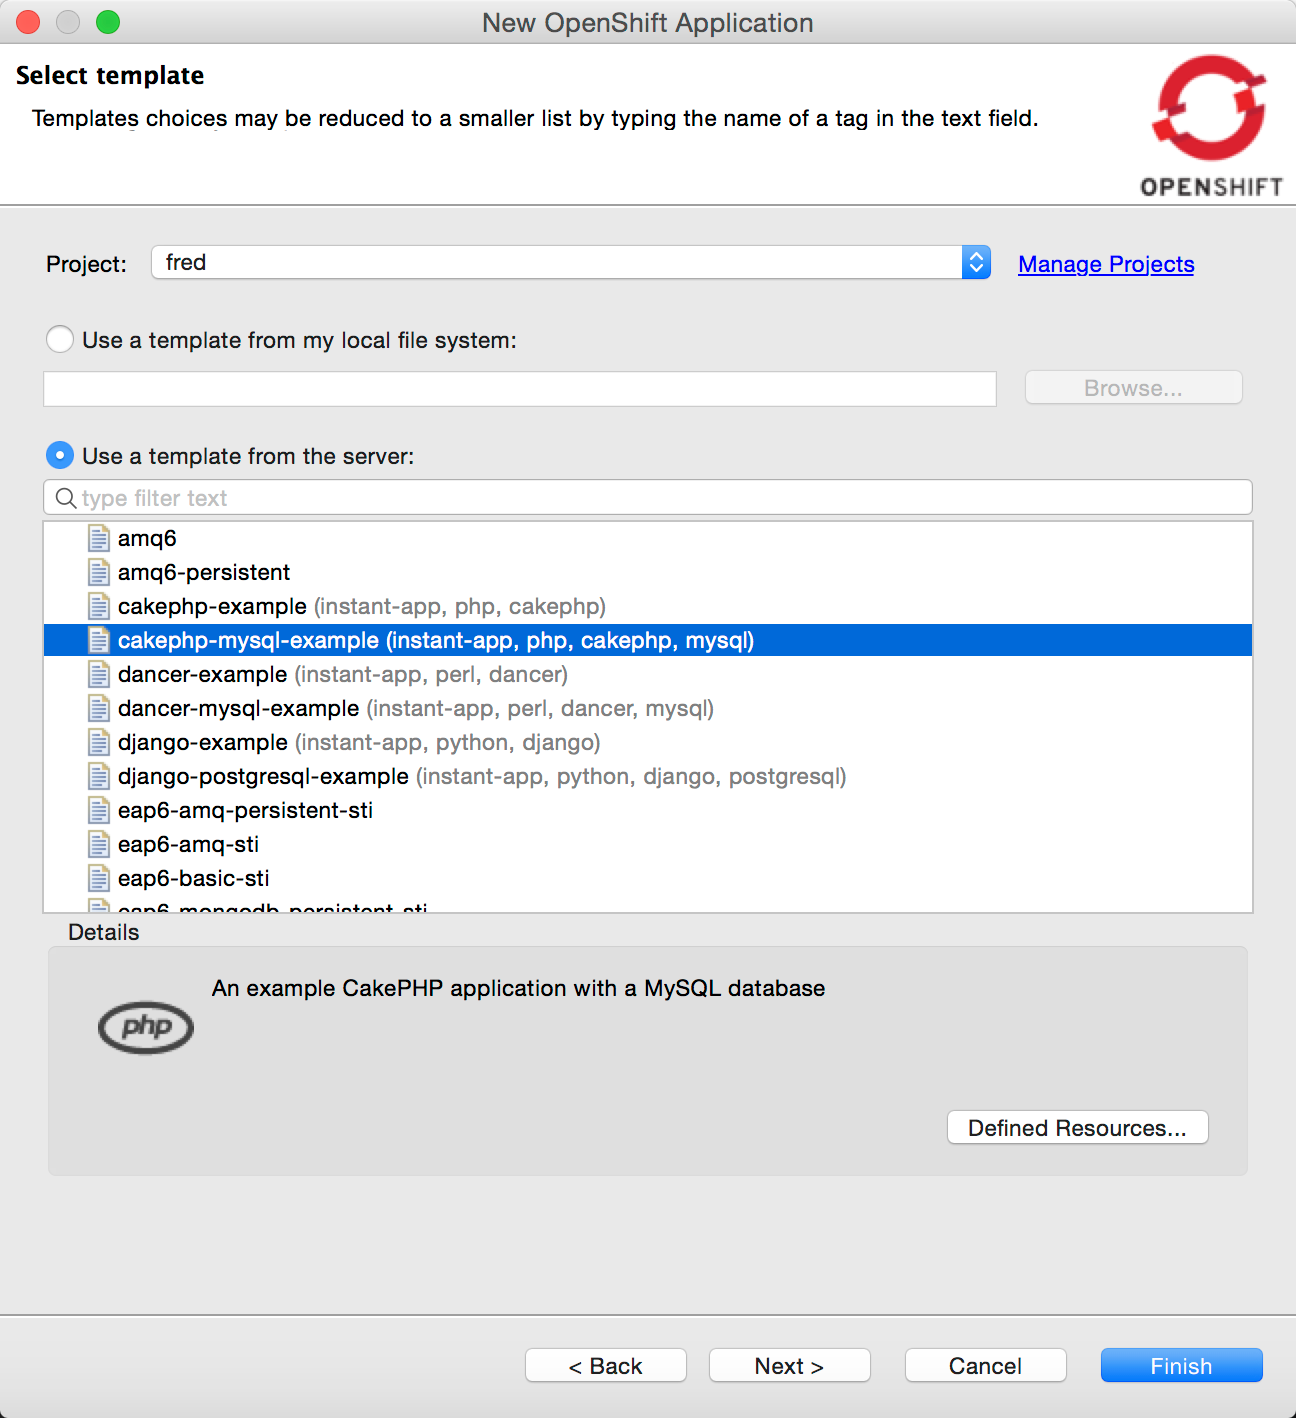 New OpenShift Application
Select template
Templates choices may be reduced to a smaller list by typing the name of a tag in the text field.
OPENSHIFT
Project: fred Manage Projects
Use a template from my local file system:
Browse...
Use a template from the server:
type filter text
amq6
amq6-persistent
cakephp-example (instant-app, php, cakephp)
cakephp-mysql-example (instant-app, php, cakephp, mysql)
dancer-example (instant-app, perl, dancer)
dancer-mysql-example (instant-app, perl, dancer, mysql)
django-example (instant-app, python, django)
django-postgresql-example (instant-app, python, django, postgresql)
eap6-amq-persistent-sti
eap6-amq-sti
eap6-basic-sti
eap6-mongodb-persistent-sti
Details
An example CakePHP application with a MySQL database
php
Defined Resources...
< Back Next > Cancel Finish